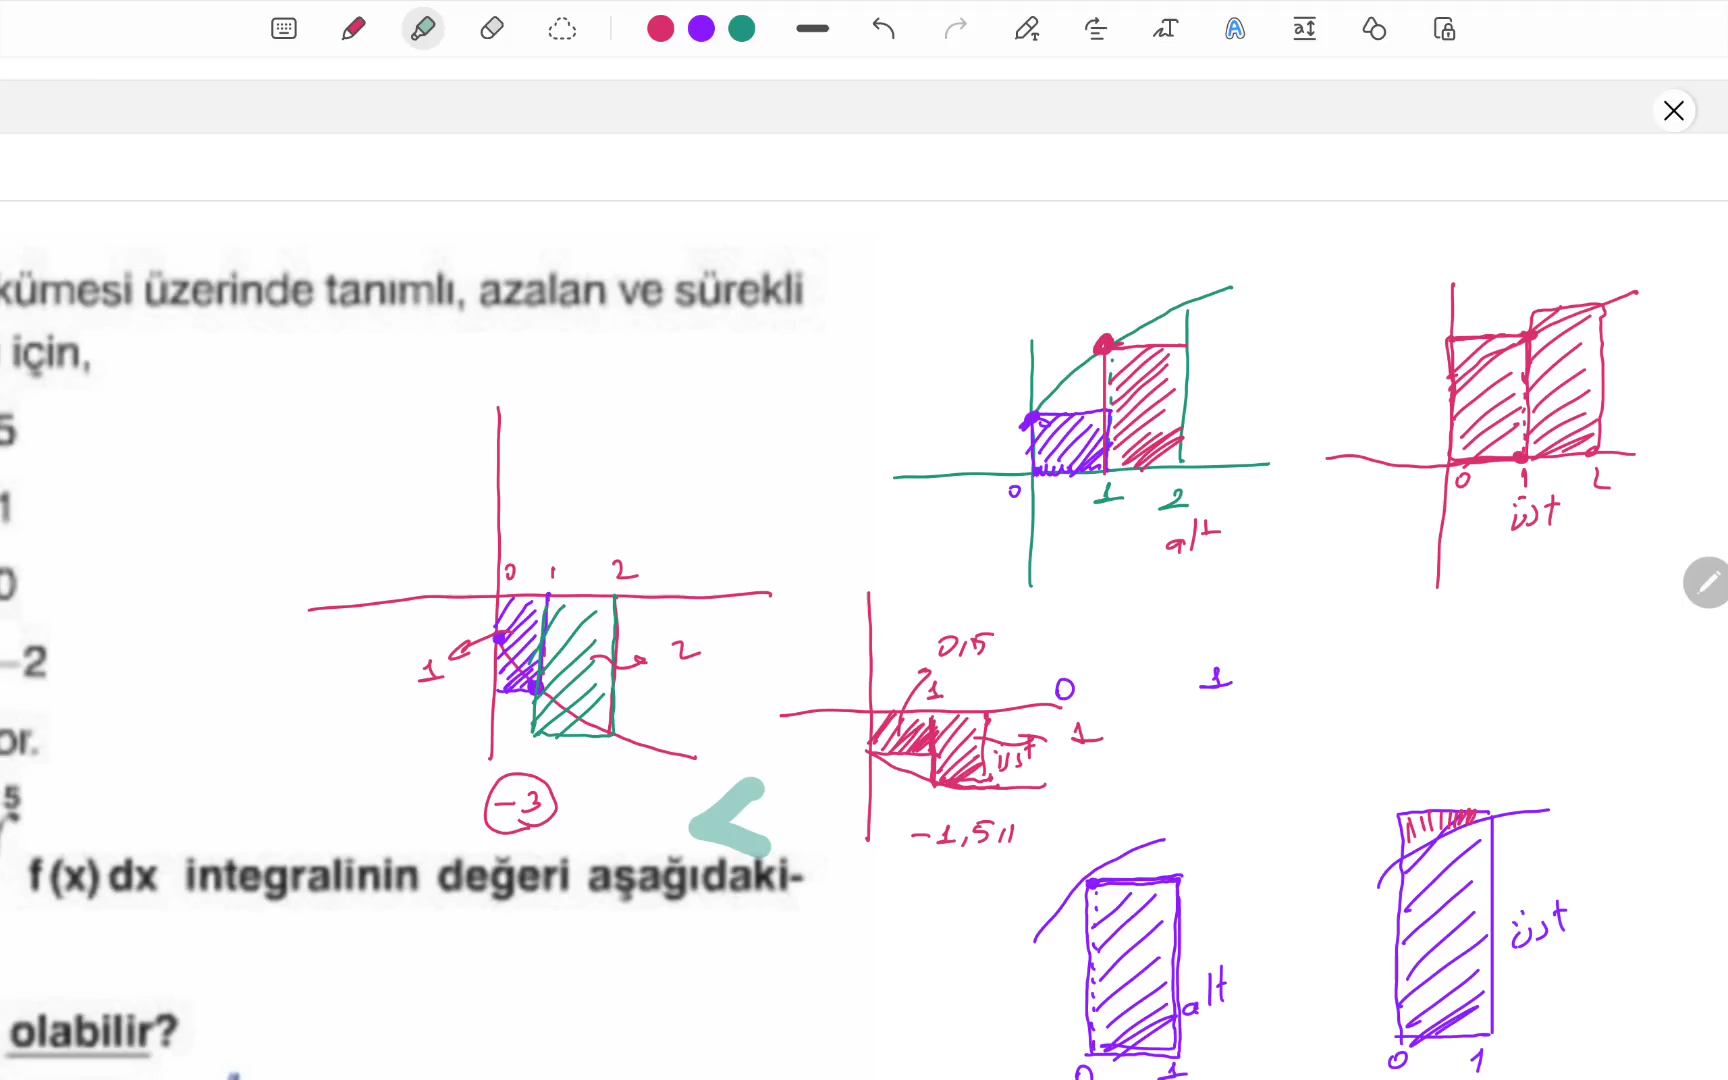 kümesi üzerinde tanımlı, azalan ve sürekli
için,
5
1
0
-2
or.
5
f(x) dx integralinin değeri aşağıdaki-
olabilir?
0 1 2
1
2
-3
0 1 2
alt
0 1 2
üst
0,5
1
0
1
1
üst
-1,5
<
alt
0 1
üst
0 1